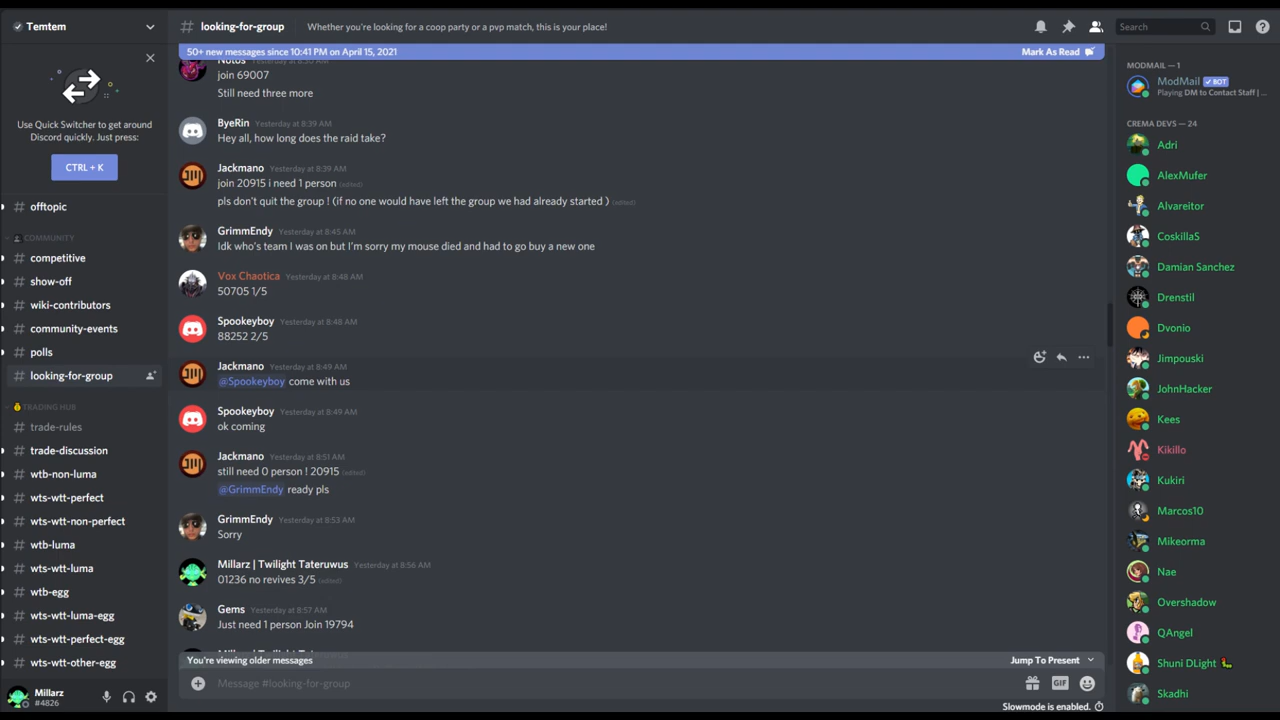 Temtem
Use Quick Switcher to get around
Discord quickly. Just press:
CTRL + K
offtopic
COMMUNITY
# competitive
# show-off
# wiki-contributors
# community-events
# polls
# looking-for-group
TRADING HUB
# trade-rules
# trade-discussion
# wtb-non-luma
# wts-wtt-perfect
# wts-wtt-non-perfect
# wtb-luma
# wts-wtt-luma
# wtb-egg
# wts-wtt-luma-egg
# wts-wtt-perfect-egg
# wts-wtt-other-egg
Millarz
#4826
# looking-for-group
Whether you're looking for a coop party or a pvp match, this is your place!
Search
50+ new messages since 10:41 PM on April 15, 2021
Mark As Read
Notos Yesterday at 8:30 AM
join 69007
Still need three more
ByeRin Yesterday at 8:39 AM
Hey all, how long does the raid take?
Jackmano Yesterday at 8:39 AM
join 20915 i need 1 person (edited)
pls don't quit the group ! (if no one would have left the group we had already started ) (edited)
GrimmEndy Yesterday at 8:45 AM
Idk who's team I was on but I'm sorry my mouse died and had to go buy a new one
Vox Chaotica Yesterday at 8:48 AM
50705 1/5
Spookeyboy Yesterday at 8:48 AM
88252 2/5
Jackmano Yesterday at 8:49 AM
@Spookeyboy come with us
Spookeyboy Yesterday at 8:49 AM
ok coming
Jackmano Yesterday at 8:51 AM
still need 0 person ! 20915 (edited)
@GrimmEndy ready pls
GrimmEndy Yesterday at 8:53 AM
Sorry
Millarz | Twilight Tateruwus Yesterday at 8:56 AM
01236 no revives 3/5 (edited)
Gems Yesterday at 8:57 AM
Just need 1 person Join 19794
You're viewing older messages
Jump To Present
Message #looking-for-group
GIF
Slowmode is enabled.
MODMAIL — 1
ModMail BOT
Playing DM to Contact Staff | ...
CREMA DEVS — 24
Adri
AlexMufer
Alvareitor
CoskillaS
Damian Sanchez
Drenstil
Dvonio
Jimpouski
JohnHacker
Kees
Kikillo
Kukiri
Marcos10
Mikeorma
Nae
Overshadow
QAngel
Shuni DLight
Skadhi